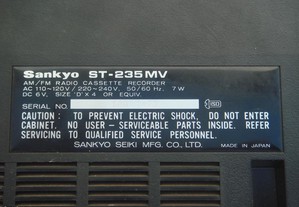 Sankyo ST-235MV
AM/FM RADIO CASSETTE RECORDER
AC 110~120V / 220~240V, 50/60 Hz, 7W
DC 6V, SIZE "D" X 4 OR EQUIV.
SERIAL NO.
CAUTION: TO PREVENT ELECTRIC SHOCK, DO NOT ENTER
CABINET. NO USER-SERVICEABLE PARTS INSIDE. REFER
SERVICING TO QUALIFIED SERVICE PERSONNEL.
SANKYO SEIKI MFG. CO., LTD. MADE IN JAPAN